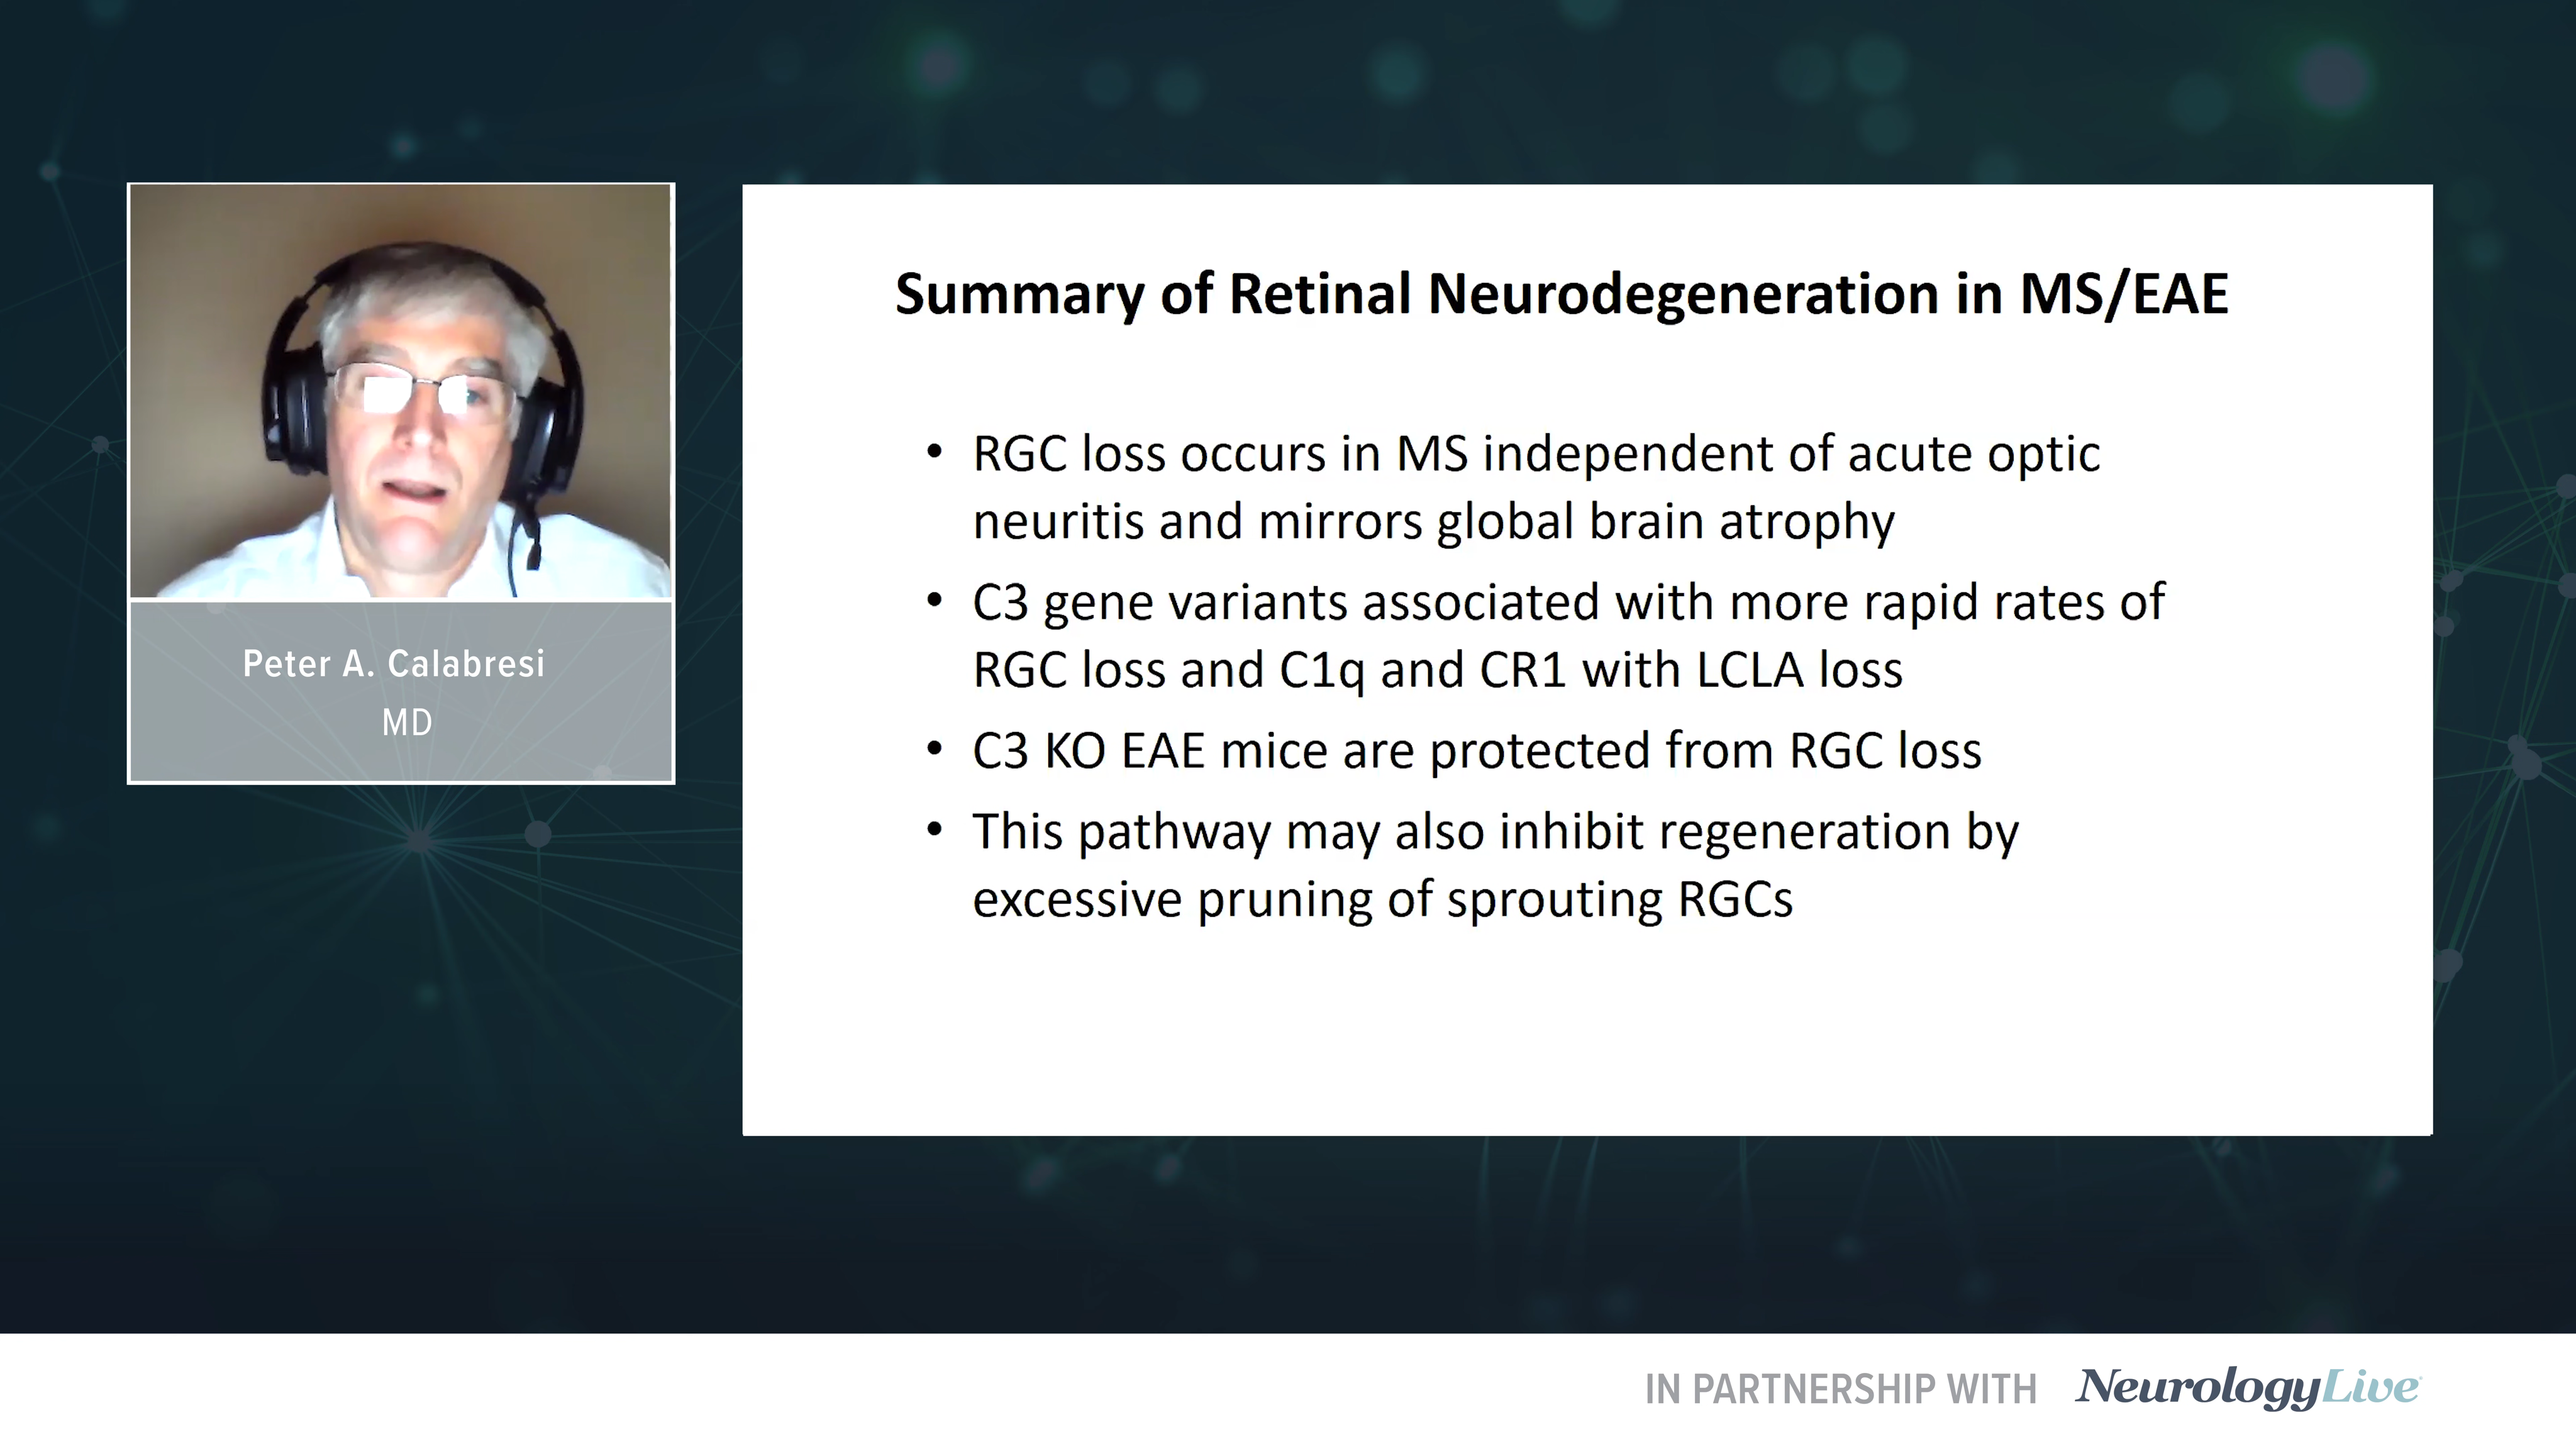 Peter A. Calabresi
MD
Summary of Retinal Neurodegeneration in MS/EAE
• RGC loss occurs in MS independent of acute optic
neuritis and mirrors global brain atrophy
• C3 gene variants associated with more rapid rates of
RGC loss and C1q and CR1 with LCLA loss
• C3 KO EAE mice are protected from RGC loss
• This pathway may also inhibit regeneration by
excessive pruning of sprouting RGCs
IN PARTNERSHIP WITH NeurologyLive